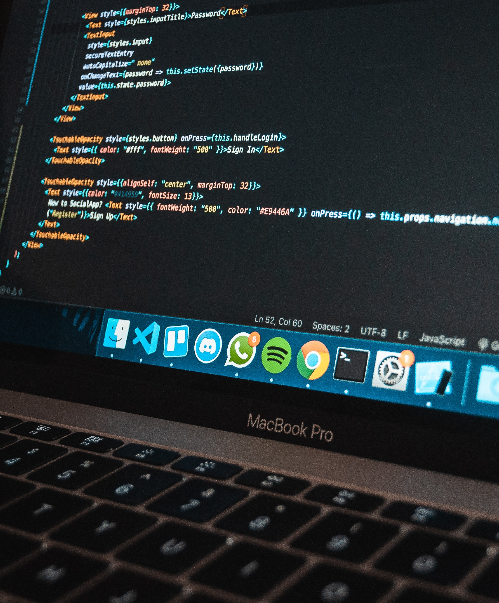 <View style={{marginTop: 32}}>
<Text style={styles.inputTitle}>Password</Text>
<TextInput
style={styles.input}
secureTextEntry
autoCapitalize="none"
onChangeText={password => this.setState({password})}
value={this.state.password}>
</TextInput>
</View>
</View>
<TouchableOpacity style={styles.button} onPress={this.handleLogin}>
<Text style={{ color: "#fff", fontWeight: "500" }}>Sign In</Text>
</TouchableOpacity>
<TouchableOpacity style={{alignSelf: "center", marginTop: 32}}>
<Text style={{color: fontSize: 13}}>
New to SocialApp? <Text style={{ fontWeight: "500", color: "#E9446A" }} onPress={() => this.props.navigation.
("Register")}>Sign Up</Text>
</Text>
</TouchableOpacity>
</View>
);
}
Ln 52, Col 60 Spaces: 2 UTF-8 LF JavaScript
MacBook Pro